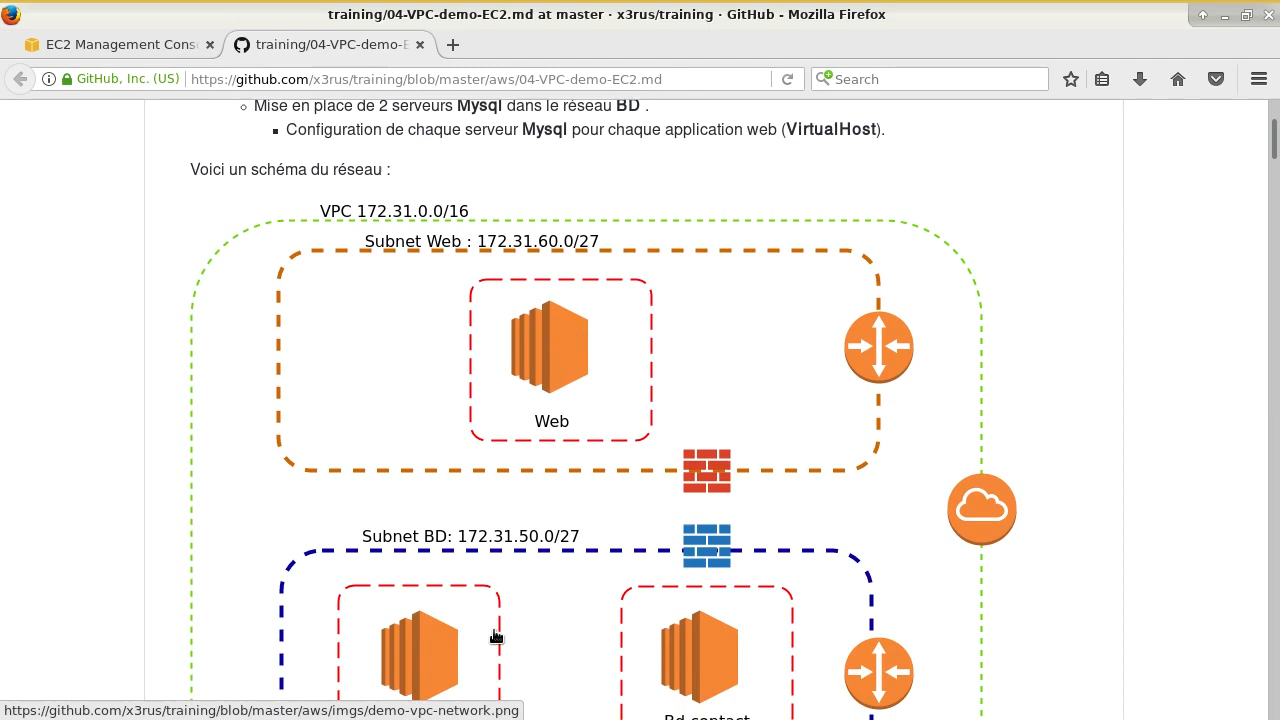 training/04-VPC-demo-EC2.md at master · x3rus/training · GitHub - Mozilla Firefox
EC2 Management Cons
training/04-VPC-demo-E
GitHub, Inc. (US)
https://github.com/x3rus/training/blob/master/aws/04-VPC-demo-EC2.md
Search
Mise en place de 2 serveurs Mysql dans le réseau BD .
Configuration de chaque serveur Mysql pour chaque application web (VirtualHost).
Voici un schéma du réseau :
VPC 172.31.0.0/16
Subnet Web : 172.31.60.0/27
Web
Subnet BD: 172.31.50.0/27
Bd contact
https://github.com/x3rus/training/blob/master/aws/imgs/demo-vpc-network.png